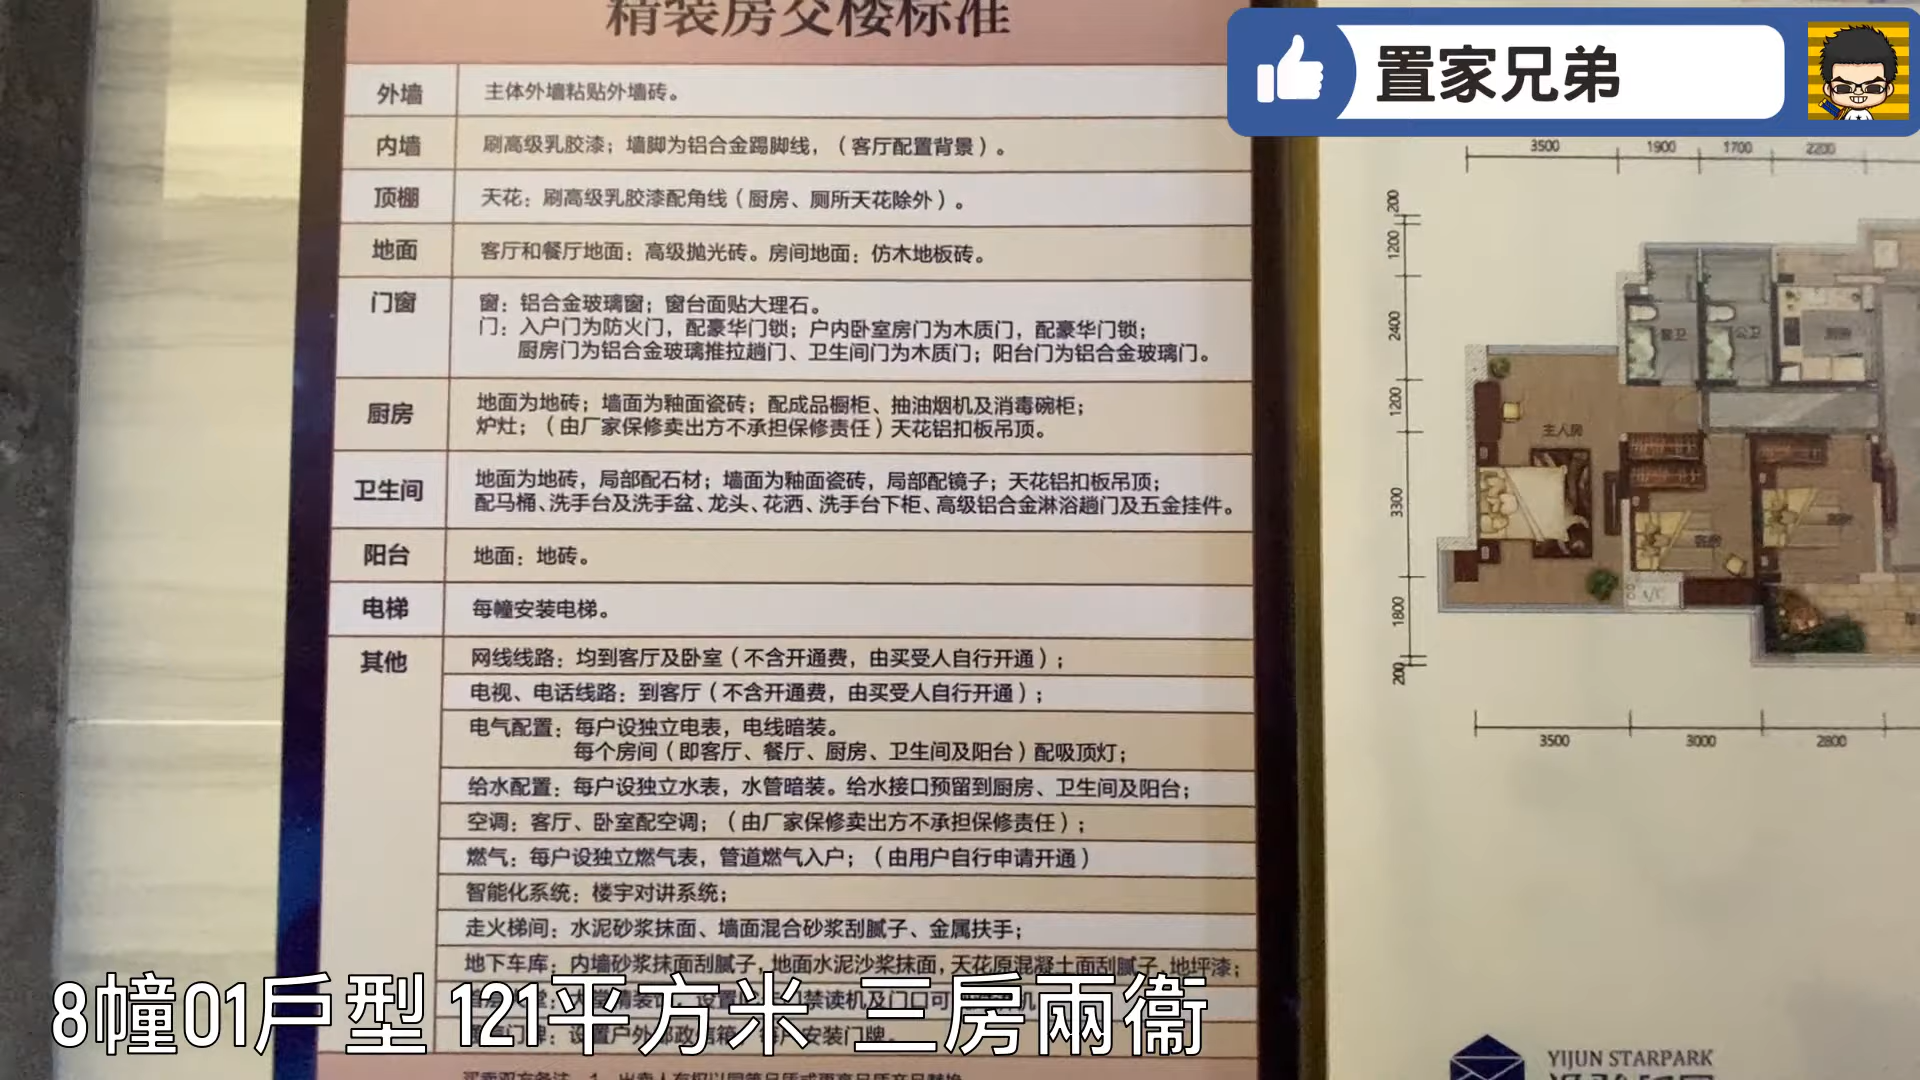 精装房交楼标准
置家兄弟
外墙 主体外墙粘贴外墙砖。
内墙 刷高级乳胶漆；墙脚为铝合金踢脚线，（客厅配置背景）。
顶棚 天花：刷高级乳胶漆配角线（厨房、厕所天花除外）。
地面 客厅和餐厅地面：高级抛光砖。房间地面：仿木地板砖。
门窗 窗：铝合金玻璃窗；窗台面贴大理石。
门：入户门为防火门，配豪华门锁；户内卧室房门为木质门，配豪华门锁；
厨房门为铝合金玻璃推拉趟门、卫生间门为木质门；阳台门为铝合金玻璃门。
厨房 地面为地砖；墙面为釉面瓷砖；配成品橱柜、抽油烟机及消毒碗柜；
炉灶；（由厂家保修卖出方不承担保修责任）天花铝扣板吊顶。
卫生间 地面为地砖，局部配石材；墙面为釉面瓷砖，局部配镜子；天花铝扣板吊顶；
配马桶、洗手台及洗手盆、龙头、花洒、洗手台下柜、高级铝合金淋浴趟门及五金挂件。
阳台 地面：地砖。
电梯 每幢安装电梯。
其他 网线线路：均到客厅及卧室（不含开通费，由买受人自行开通）；
电视、电话线路：到客厅（不含开通费，由买受人自行开通）；
电气配置：每户设独立电表，电线暗装。
每个房间（即客厅、餐厅、厨房、卫生间及阳台）配吸顶灯；
给水配置：每户设独立水表，水管暗装。给水接口预留到厨房、卫生间及阳台；
空调：客厅、卧室配空调；（由厂家保修卖出方不承担保修责任）；
燃气：每户设独立燃气表，管道燃气入户；（由用户自行申请开通）
智能化系统：楼宇对讲系统；
走火梯间：水泥砂浆抹面、墙面混合砂浆刮腻子、金属扶手；
地下车库：内墙砂浆抹面刮腻子，地面水泥沙浆抹面，天花原混凝土面刮腻子，地坪漆；
禁读机及门口可
门牌：设置户外邮政信箱 安装门牌。
8幢01戶型 121平方米 三房兩衛
3500 1900 1700 2200
200
1200
2400
1200
3300
1800
200
公卫
主人房
A/C
3500 3000 2800
YIJUN STARPARK